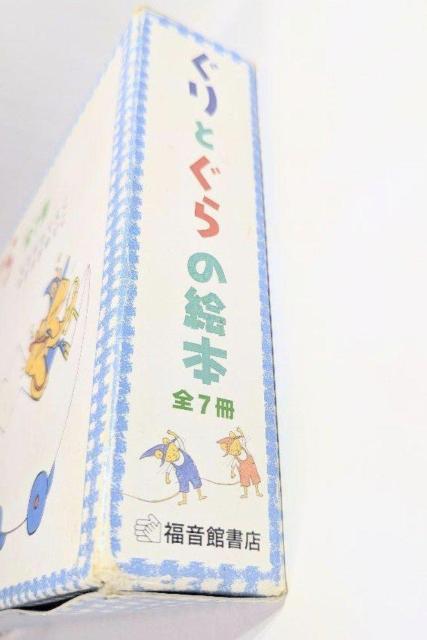 ぐりとぐらの絵本
全7冊
福音館書店